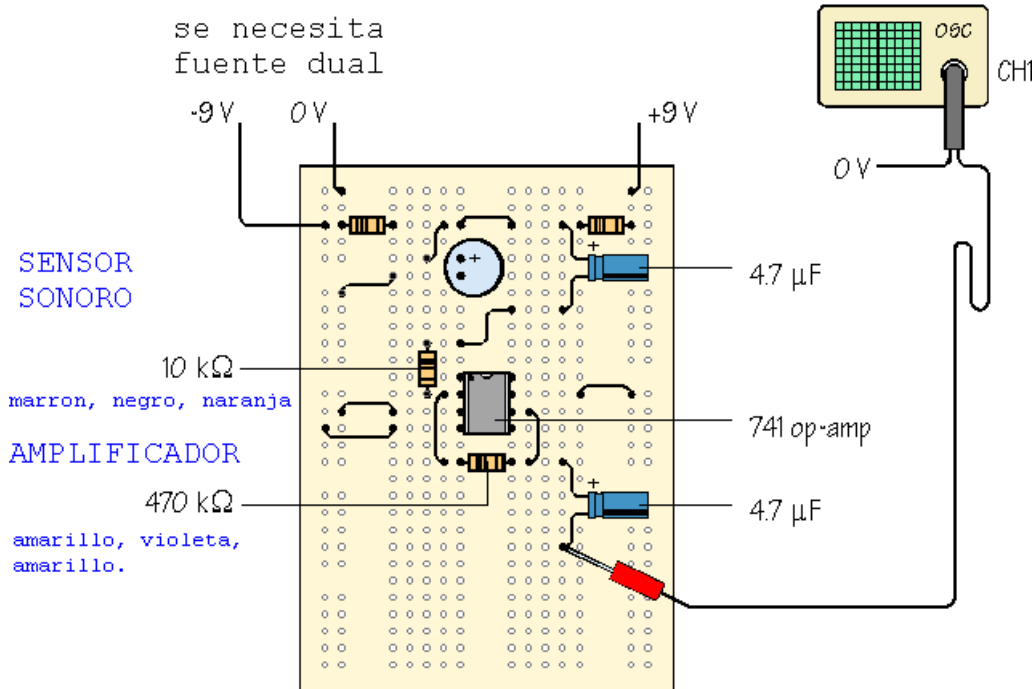 se necesita
fuente dual
-9 V
0 V
+9 V
OSC
CH1
0 V
SENSOR
SONORO
+
+
4.7 µF
10 kΩ
marron, negro, naranja
741 op-amp
AMPLIFICADOR
470 kΩ
+
4.7 µF
amarillo, violeta,
amarillo.